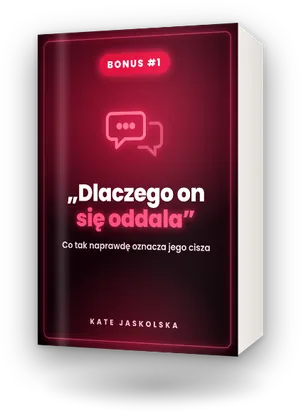 BONUS #1
„Dlaczego on
się oddala”
Co tak naprawdę oznacza jego cisza
KATE JASKOLSKA